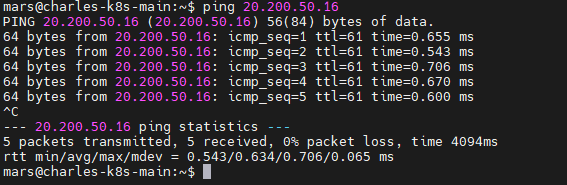 mars@charles-k8s-main:~$ ping 20.200.50.16
PING 20.200.50.16 (20.200.50.16) 56(84) bytes of data.
64 bytes from 20.200.50.16: icmp_seq=1 ttl=61 time=0.655 ms
64 bytes from 20.200.50.16: icmp_seq=2 ttl=61 time=0.543 ms
64 bytes from 20.200.50.16: icmp_seq=3 ttl=61 time=0.706 ms
64 bytes from 20.200.50.16: icmp_seq=4 ttl=61 time=0.670 ms
64 bytes from 20.200.50.16: icmp_seq=5 ttl=61 time=0.600 ms
^C
--- 20.200.50.16 ping statistics ---
5 packets transmitted, 5 received, 0% packet loss, time 4094ms
rtt min/avg/max/mdev = 0.543/0.634/0.706/0.065 ms
mars@charles-k8s-main:~$